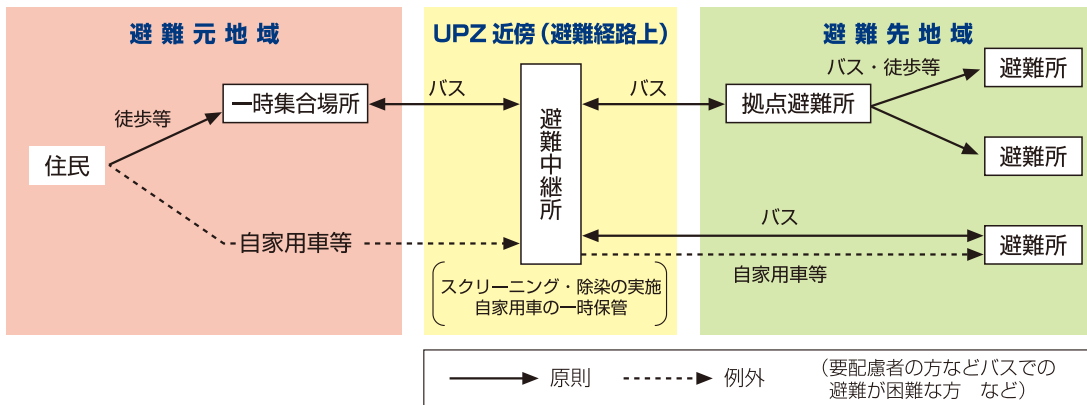 避難元地域
UPZ 近傍（避難経路上）
避難先地域
住民
徒歩等
一時集合場所
バス
自家用車等
避難中継所
スクリーニング・除染の実施
自家用車の一時保管
バス
拠点避難所
バス・徒歩等
避難所
避難所
バス
自家用車等
避難所
原則
例外
（要配慮者の方などバスでの
避難が困難な方　など）